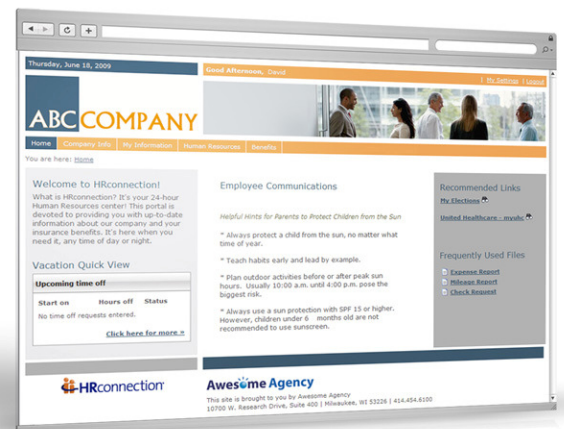 Thursday, June 18, 2009
Good Afternoon, David
| My Settings | Logout
ABCCOMPANY
Home
Company Info
My Information
Human Resources
Benefits
You are here: Home
Welcome to HRconnection!
What is HRconnection? It's your 24-hour
Human Resources center! This portal is
devoted to providing you with up-to-date
information about our company and your
insurance benefits. It's here when you
need it, any time of day or night.
Vacation Quick View
Upcoming time off
Start on Hours off Status
No time off requests entered.
Click here for more »
Employee Communications
Helpful Hints for Parents to Protect Children from the Sun
* Always protect a child from the sun, no matter what
time of year.
* Teach habits early and lead by example.
* Plan outdoor activities before or after peak sun
hours. Usually 10:00 a.m. until 4:00 p.m. pose the
biggest risk.
* Always use a sun protection with SPF 15 or higher.
However, children under 6 months old are not
recommended to use sunscreen.
Recommended Links
My Elections
United Healthcare - myuhc
Frequently Used Files
Expense Report
Mileage Report
Check Request
HRconnection
Awesome Agency
This site is brought to you by Awesome Agency
10700 W. Research Drive, Suite 400 | Milwaukee, WI 53226 | 414.454.6100